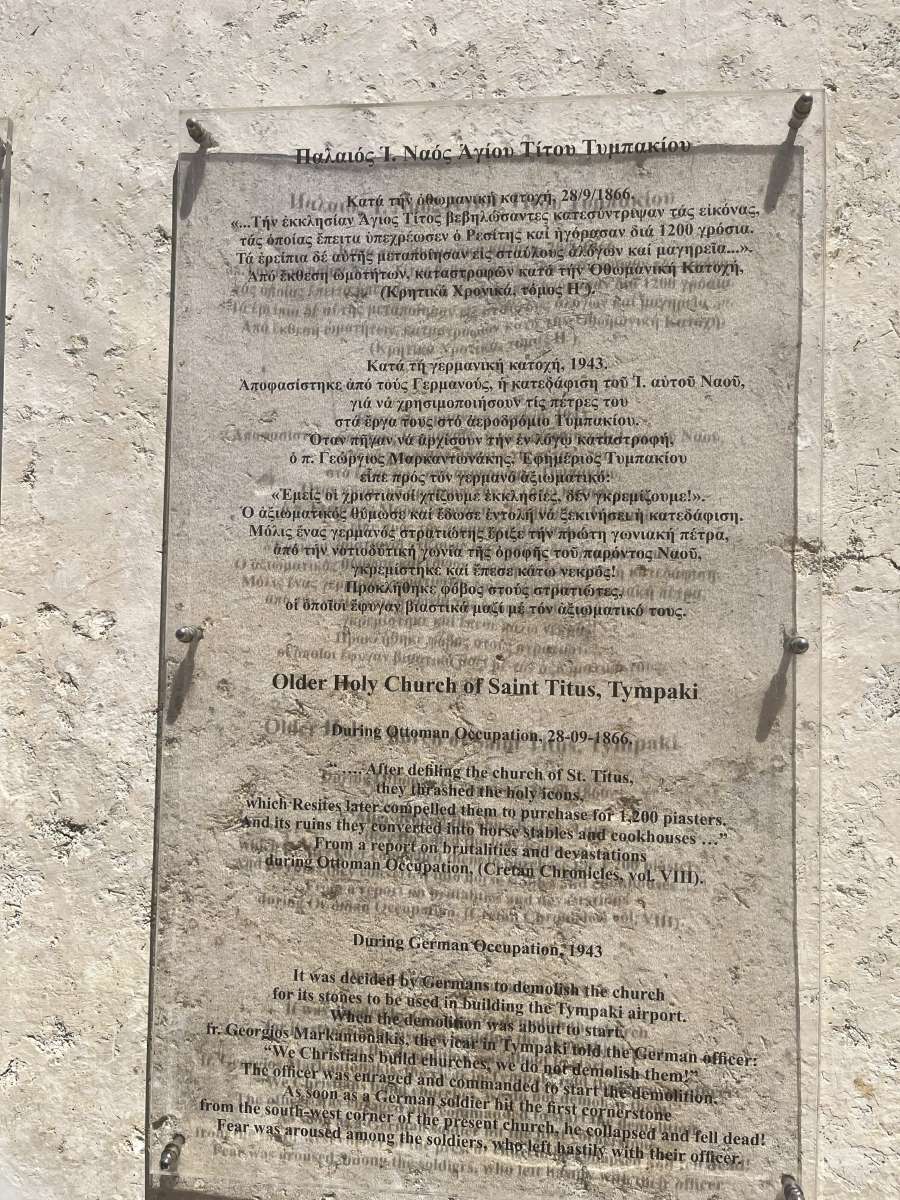 Παλαιός Ἱ. Ναός Ἁγίου Τίτου Τυμπακίου
Κατά τήν ὀθωμανική κατοχή, 28/9/1866.
«...Τήν ἐκκλησίαν Ἅγιος Τίτος βεβηλώσαντες κατεσύντριψαν τάς εἰκόνας,
τάς ὁποίας ἔπειτα ὑπεχρέωσεν ὁ Ρεσίτης καί ἠγόρασαν διά 1200 γρόσια.
Τά ἐρείπια δέ αὐτῆς μεταποίησαν εἰς σταύλους ἀλόγων καί μαγηρεῖα...».
Ἀπό ἔκθεση ὠμοτήτων, καταστροφῶν κατά τήν Ὀθωμανική Κατοχή,
(Κρητικά Χρονικά, τόμος Η΄).
Κατά τή γερμανική κατοχή, 1943.
Ἀποφασίστηκε ἀπό τούς Γερμανούς, ἡ κατεδάφιση τοῦ Ἱ. αὐτοῦ Ναοῦ,
γιά νά χρησιμοποιήσουν τίς πέτρες του
στά ἔργα τους στό ἀεροδρόμιο Τυμπακίου.
Ὅταν πῆγαν νά ἀρχίσουν τήν ἐν λόγῳ καταστροφή,
ὁ π. Γεώργιος Μαρκαντωνάκης, Ἐφημέριος Τυμπακίου
εἶπε πρός τόν γερμανό ἀξιωματικό:
«Ἐμεῖς οἱ χριστιανοί χτίζουμε ἐκκλησίες, δέν γκρεμίζουμε!».
Ὁ ἀξιωματικός θύμωσε καί ἔδωσε ἐντολή νά ξεκινήσει ἡ κατεδάφιση.
Μόλις ἕνας γερμανός στρατιώτης ἔριξε τήν πρώτη γωνιακή πέτρα,
ἀπό τήν νοτιοδυτική γωνία τῆς ὀροφῆς τοῦ παρόντος Ναοῦ,
γκρεμίστηκε καί ἔπεσε κάτω νεκρός!
Προκλήθηκε φόβος στούς στρατιῶτες,
οἱ ὁποῖοι ἔφυγαν βιαστικά μαζί μέ τόν ἀξιωματικό τους.
Older Holy Church of Saint Titus, Tympaki
During Ottoman Occupation, 28-09-1866.
“ … After defiling the church of St. Titus,
they thrashed the holy icons,
which Resites later compelled them to purchase for 1,200 piasters.
And its ruins they converted into horse stables and cookhouses …”
From a report on brutalities and devastations
during Ottoman Occupation, (Cretan Chronicles, vol. VIII).
During German Occupation, 1943
It was decided by Germans to demolish the church
for its stones to be used in building the Tympaki airport.
When the demolition was about to start,
fr. Georgios Markantonakis, the vicar in Tympaki told the German officer:
“We Christians build churches, we do not demolish them!”
The officer was enraged and commanded to start the demolition.
As soon as a German soldier hit the first cornerstone
from the south-west corner of the present church, he collapsed and fell dead!
Fear was aroused among the soldiers, who left hastily with their officer.